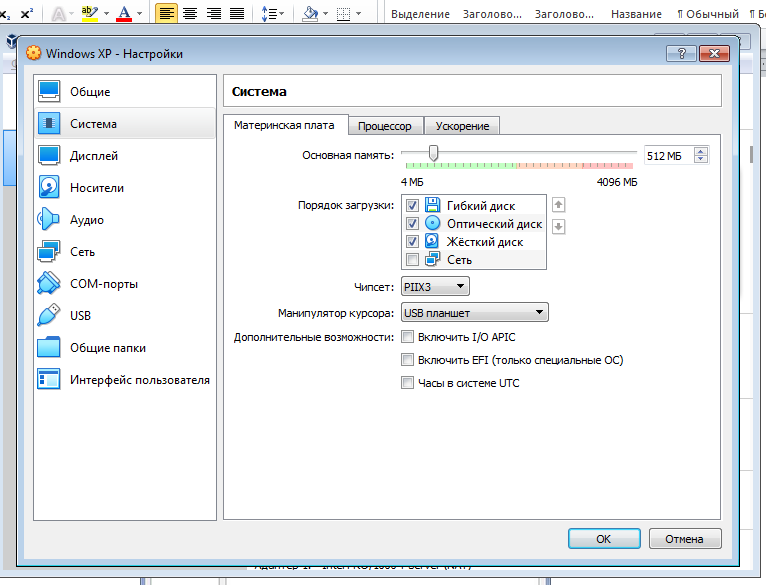 Выделение Заголово... Заголово... Название ¶ Обычный
Windows XP - Настройки
Общие
Система
Дисплей
Носители
Аудио
Сеть
COM-порты
USB
Общие папки
Интерфейс пользователя
Система
Материнская плата Процессор Ускорение
Основная память: 512 МБ
4 МБ 4096 МБ
Порядок загрузки: Гибкий диск
Оптический диск
Жёсткий диск
Сеть
Чипсет: PIIX3
Манипулятор курсора: USB планшет
Дополнительные возможности: Включить I/O APIC
Включить EFI (только специальные ОС)
Часы в системе UTC
OK Отмена